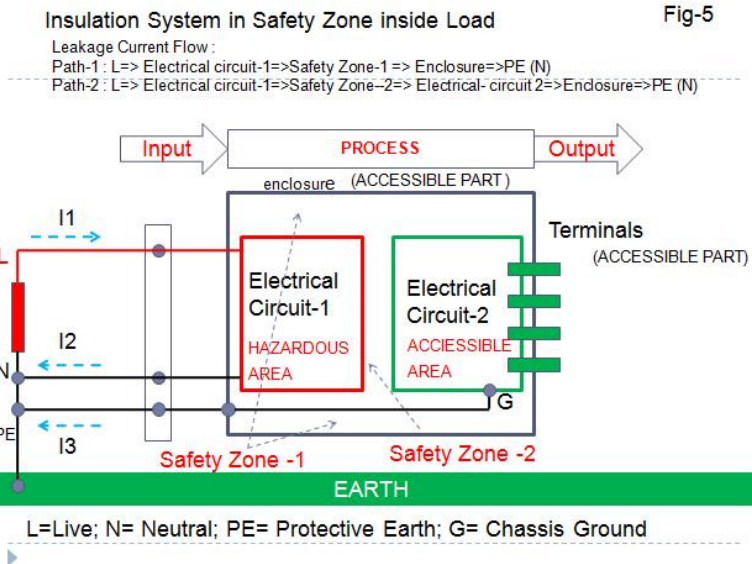 Insulation System in Safety Zone inside Load
Fig-5
Leakage Current Flow :
Path-1 : L=> Electrical circuit-1=>Safety Zone-1 => Enclosure=>PE (N)
Path-2 : L=> Electrical circuit-1=>Safety Zone--2=> Electrical- circuit 2=>Enclosure=>PE (N)
Input
PROCESS
Output
enclosure (ACCESSIBLE PART)
I1
Terminals
(ACCESSIBLE PART)
L
Electrical
Circuit-1
HAZARDOUS
AREA
Electrical
Circuit-2
ACCIESSIBLE
AREA
I2
N
G
PE
I3
Safety Zone -1
Safety Zone -2
EARTH
L=Live; N= Neutral; PE= Protective Earth; G= Chassis Ground